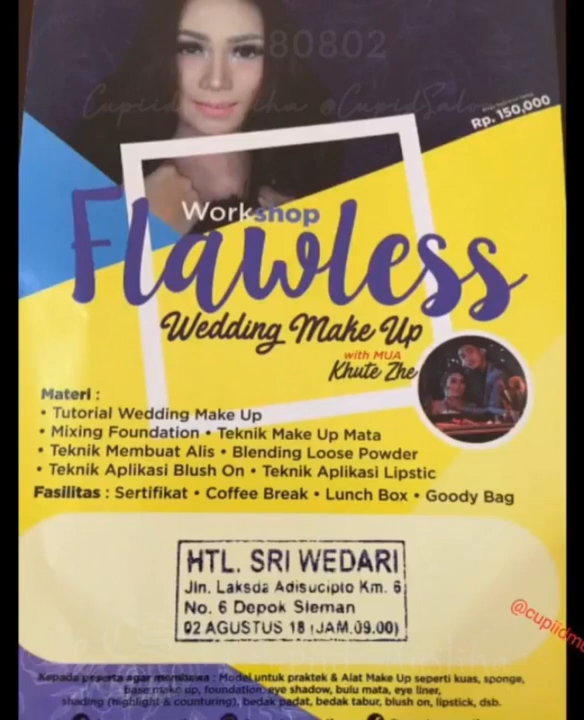 80802
@CupidSalon
Rp. 150,000
Workshop
Flawless
Wedding Make Up
with MUA
Khute Zhe
Materi :
• Tutorial Wedding Make Up
• Mixing Foundation • Teknik Make Up Mata
• Teknik Membuat Alis • Blending Loose Powder
• Teknik Aplikasi Blush On • Teknik Aplikasi Lipstic
Fasilitas : Sertifikat • Coffee Break • Lunch Box • Goody Bag
HTL. SRI WEDARI
Jln. Laksda Adisucipto Km. 6
No. 6 Depok Sleman
02 AGUSTUS 18 (JAM.09.00)
@cupiidmu
Kepada peserta agar membawa : Model untuk praktek & Alat Make Up seperti kuas, sponge,
base make up, foundation, eye shadow, bulu mata, eye liner,
shading (highlight & counturing), bedak padat, bedak tabur, blush on, lipstick, dsb.